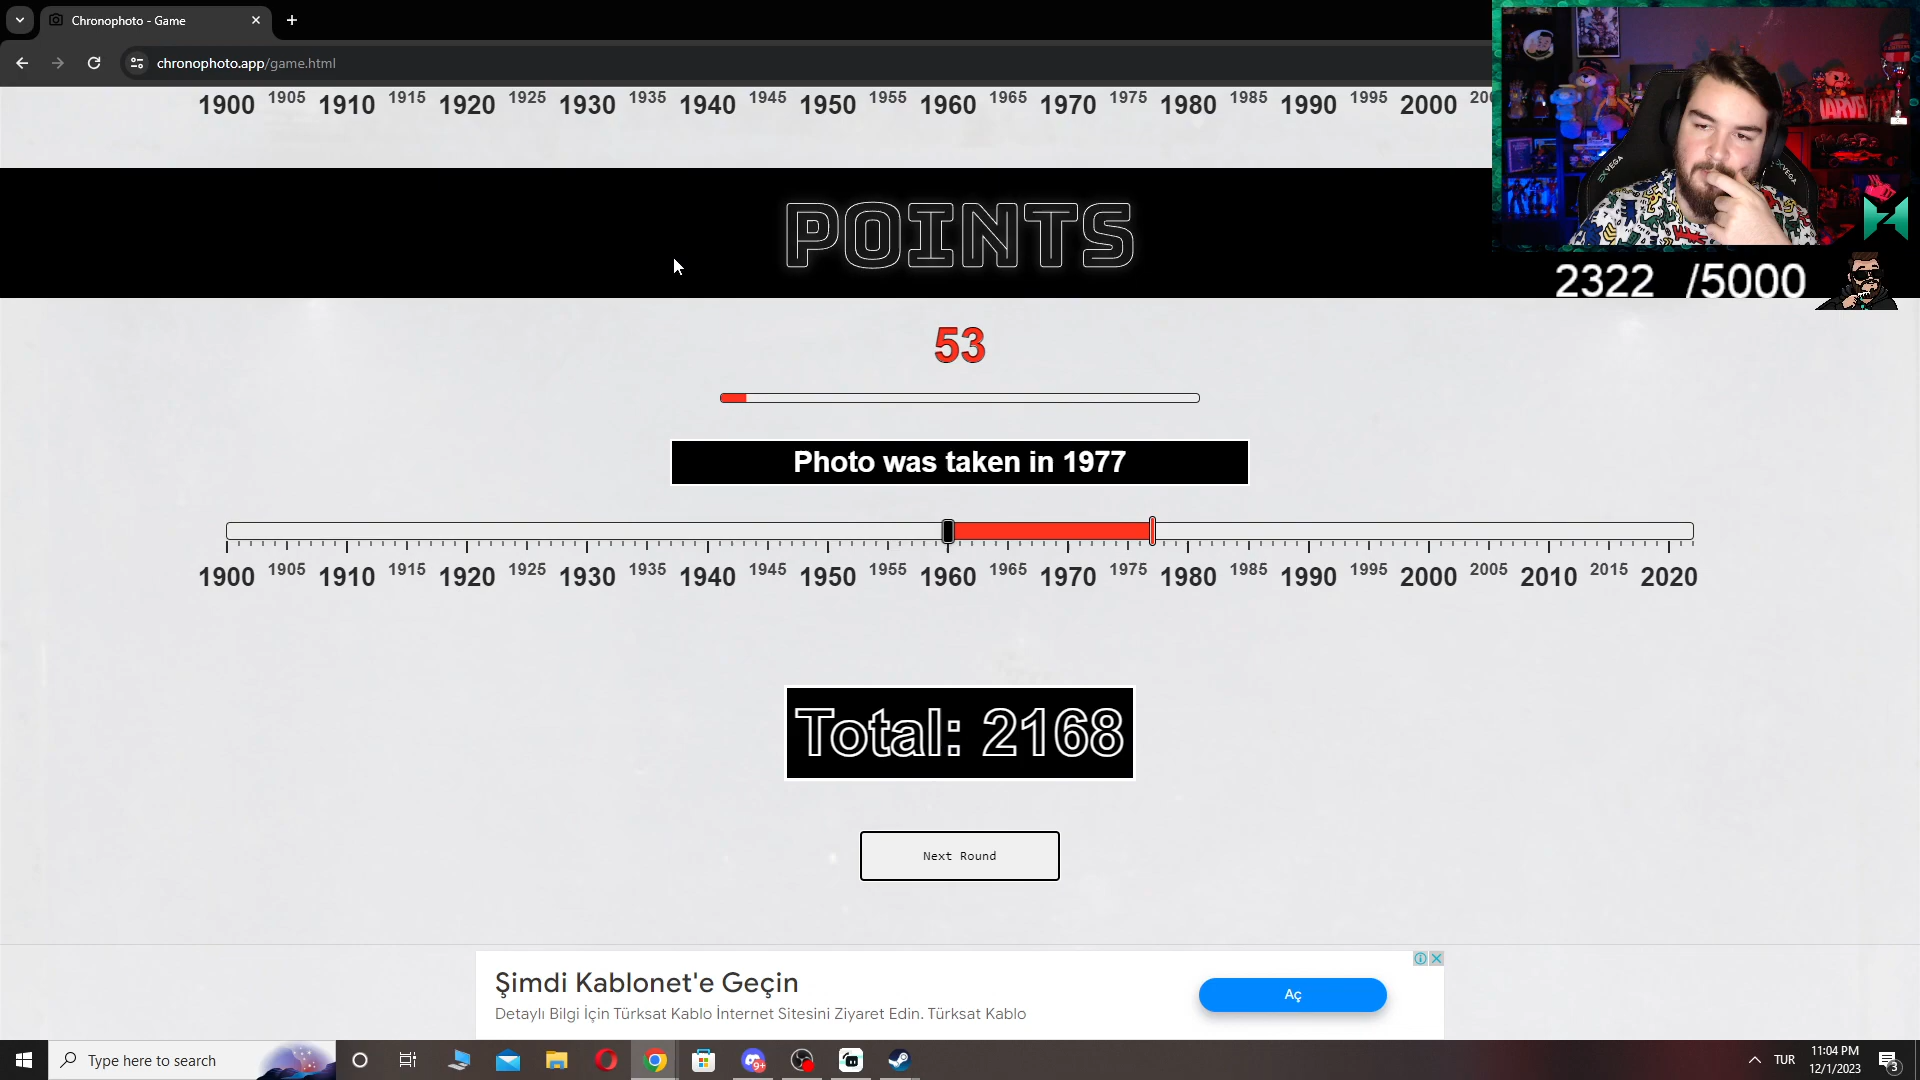 Chronophoto - Game
chronophoto.app/game.html
1900 1905 1910 1915 1920 1925 1930 1935 1940 1945 1950 1955 1960 1965 1970 1975 1980 1985 1990 1995 2000
POINTS
2322 /5000
53
Photo was taken in 1977
1900 1905 1910 1915 1920 1925 1930 1935 1940 1945 1950 1955 1960 1965 1970 1975 1980 1985 1990 1995 2000 2005 2010 2015 2020
Total: 2168
Next Round
Şimdi Kablonet'e Geçin
Detaylı Bilgi İçin Türksat Kablo İnternet Sitesini Ziyaret Edin. Türksat Kablo
Aç
Type here to search
9+
TUR
11:04 PM
12/1/2023
3